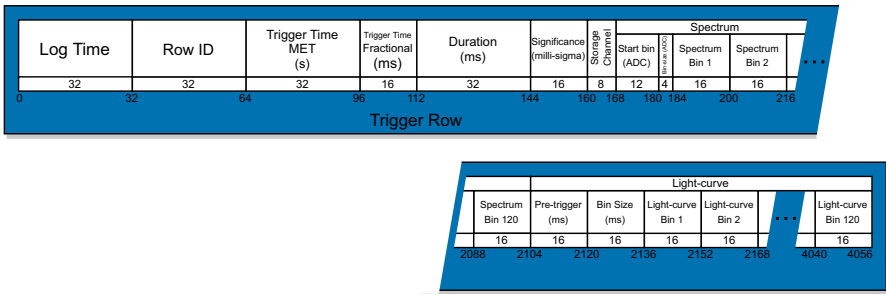 Spectrum
Log Time
Row ID
Trigger Time
MET
(s)
Trigger Time
Fractional
(ms)
Duration
(ms)
Significance
(milli-sigma)
Storage
Channel
Start bin
(ADC)
Bin size (ADC)
Spectrum
Bin 1
Spectrum
Bin 2
...
32 32 32 16 32 16 8 12 4 16 16
0 32 64 96 112 144 160 168 180 184 200 216
Trigger Row
Light-curve
Spectrum
Bin 120
Pre-trigger
(ms)
Bin Size
(ms)
Light-curve
Bin 1
Light-curve
Bin 2
...
Light-curve
Bin 120
16 16 16 16 16 16
2088 2104 2120 2136 2152 2168 4040 4056